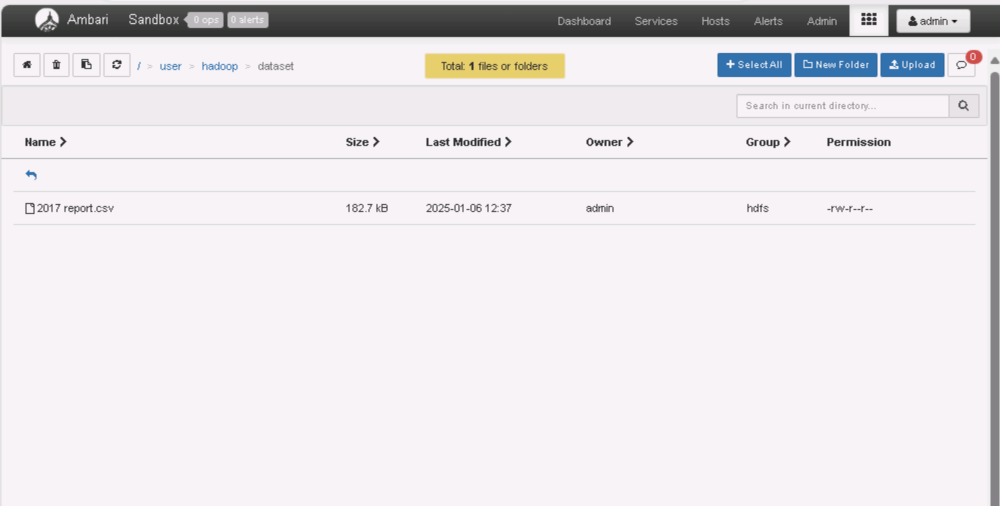 Ambari Sandbox 0 ops 0 alerts Dashboard Services Hosts Alerts Admin admin
/ > user > hadoop > dataset Total: 1 files or folders Select All New Folder Upload 0
Search in current directory...
Name Size Last Modified Owner Group Permission
2017 report.csv 182.7 kB 2025-01-06 12:37 admin hdfs -rw-r--r--